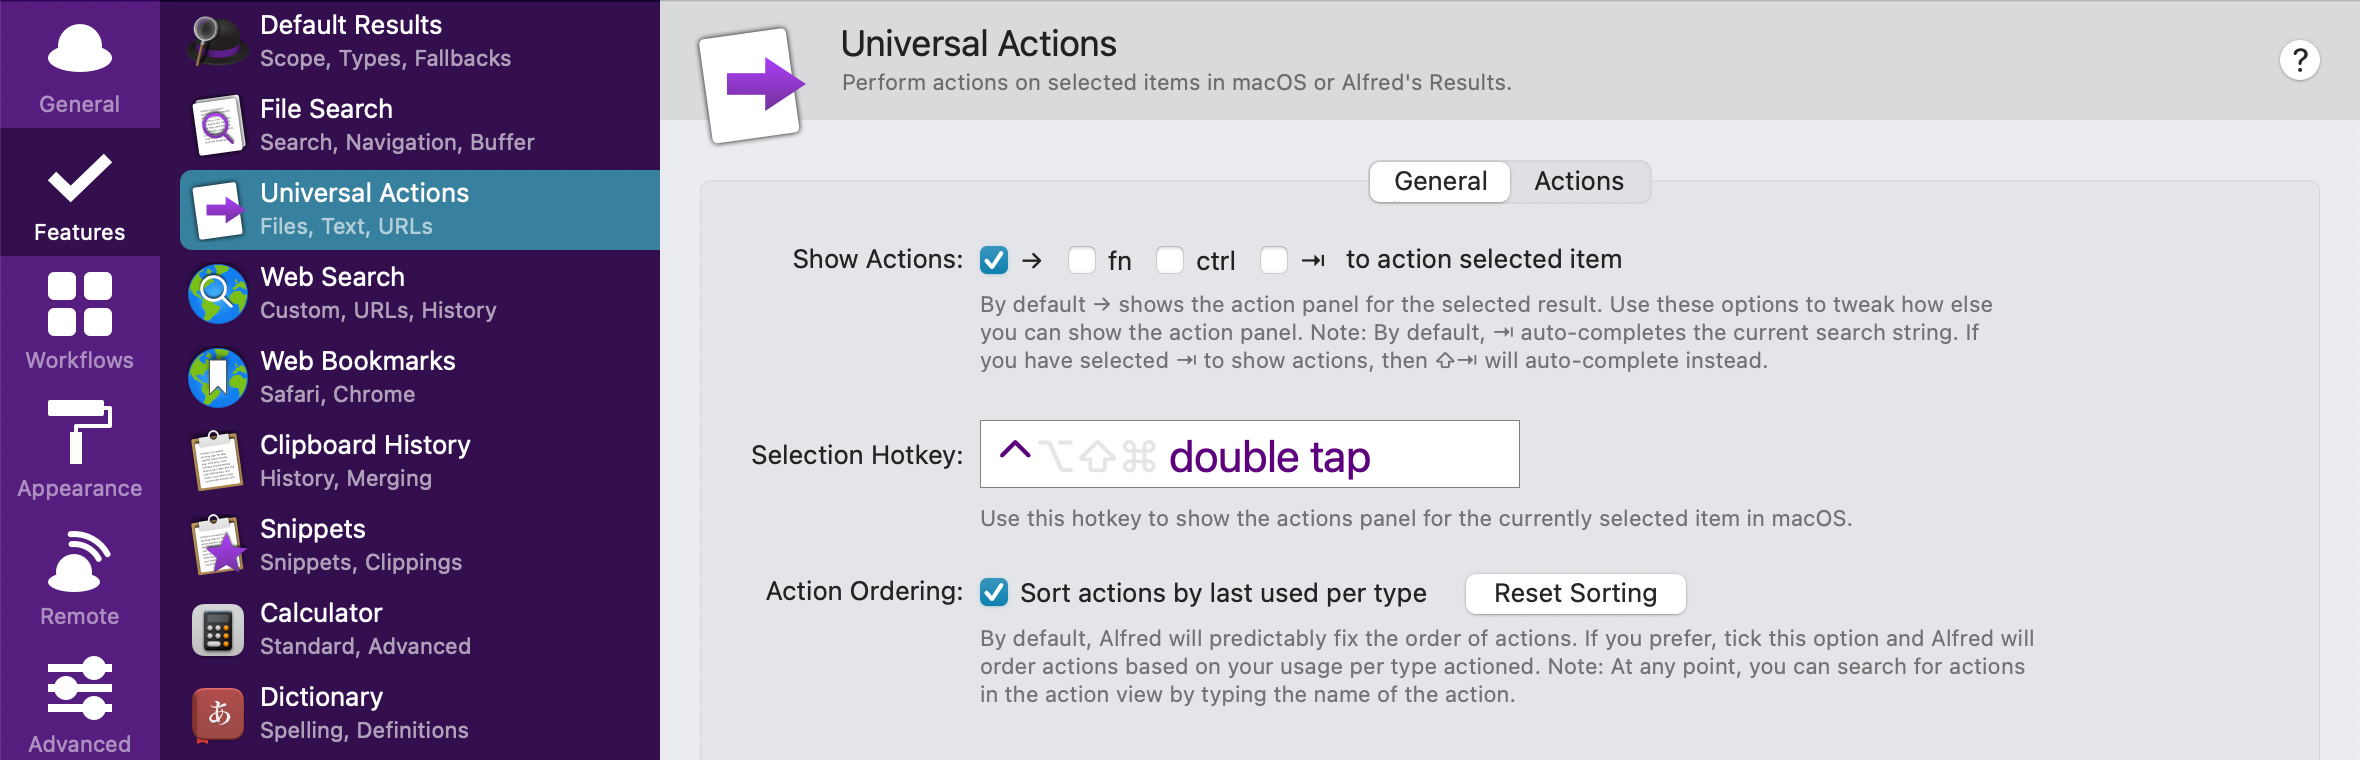 General
Features
Workflows
Appearance
Remote
Advanced
Default Results
Scope, Types, Fallbacks
File Search
Search, Navigation, Buffer
Universal Actions
Files, Text, URLs
Web Search
Custom, URLs, History
Web Bookmarks
Safari, Chrome
Clipboard History
History, Merging
Snippets
Snippets, Clippings
Calculator
Standard, Advanced
あ
Dictionary
Spelling, Definitions
Universal Actions
Perform actions on selected items in macOS or Alfred's Results.
?
General Actions
Show Actions: → fn ctrl ⇥ to action selected item
By default → shows the action panel for the selected result. Use these options to tweak how else
you can show the action panel. Note: By default, ⇥ auto-completes the current search string. If
you have selected ⇥ to show actions, then ⇧⇥ will auto-complete instead.
Selection Hotkey: ^⌥⇧⌘ double tap
Use this hotkey to show the actions panel for the currently selected item in macOS.
Action Ordering: Sort actions by last used per type Reset Sorting
By default, Alfred will predictably fix the order of actions. If you prefer, tick this option and Alfred will
order actions based on your usage per type actioned. Note: At any point, you can search for actions
in the action view by typing the name of the action.